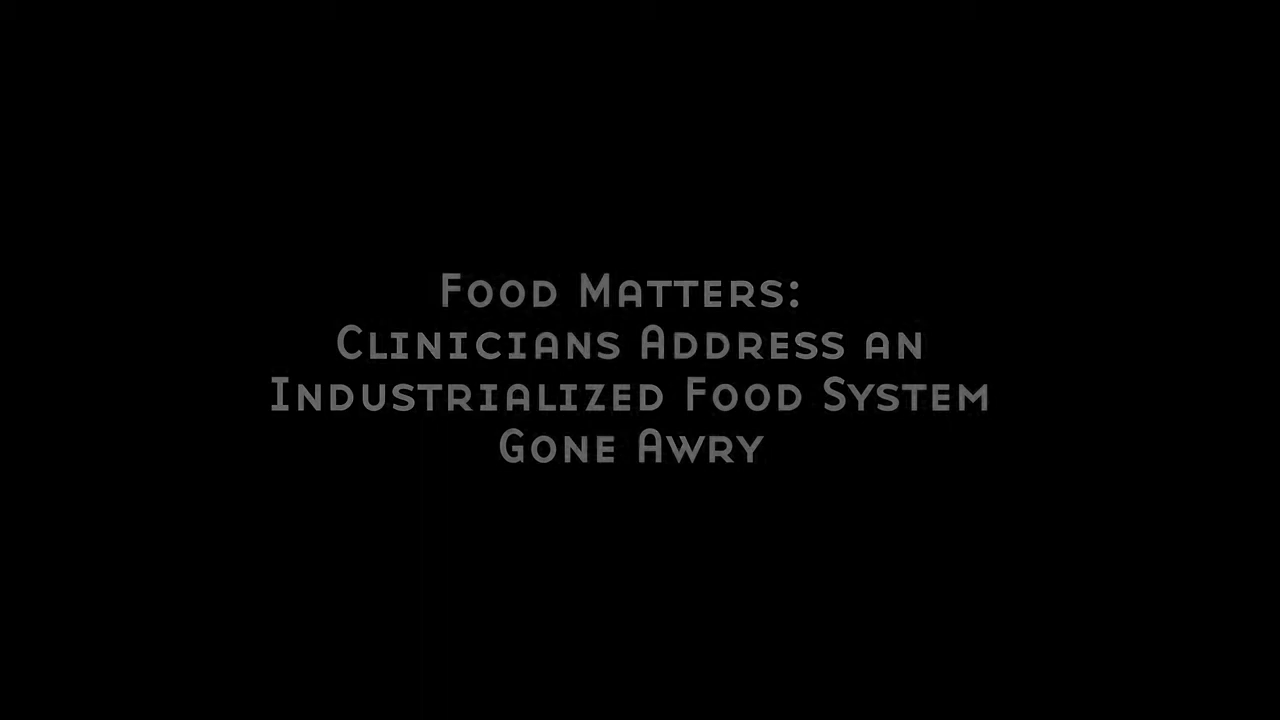 Food Matters:
Clinicians Address an
Industrialized Food System
Gone Awry